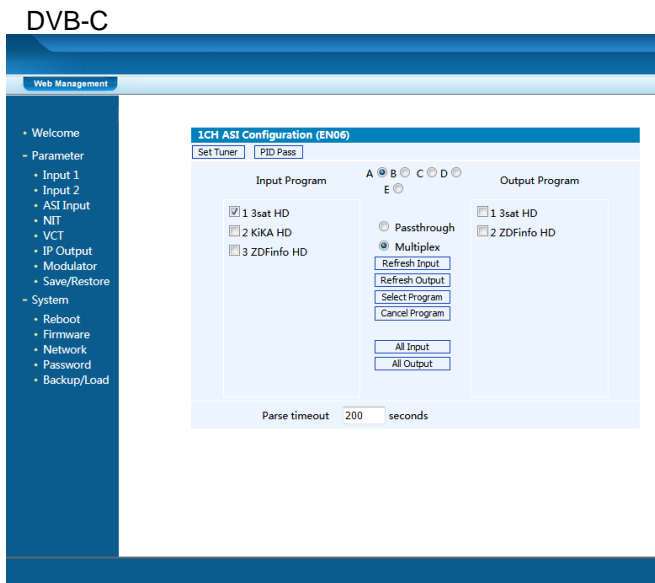 DVB-C
Web Management
• Welcome
- Parameter
• Input 1
• Input 2
• ASI Input
• NIT
• VCT
• IP Output
• Modulator
• Save/Restore
- System
• Reboot
• Firmware
• Network
• Password
• Backup/Load
1CH ASI Configuration (EN06)
Set Tuner PID Pass
Input Program
A B C D
E
Output Program
1 3sat HD
2 KiKA HD
3 ZDFinfo HD
Passthrough
Multiplex
Refresh Input
Refresh Output
Select Program
Cancel Program
All Input
All Output
1 3sat HD
2 ZDFinfo HD
Parse timeout 200 seconds